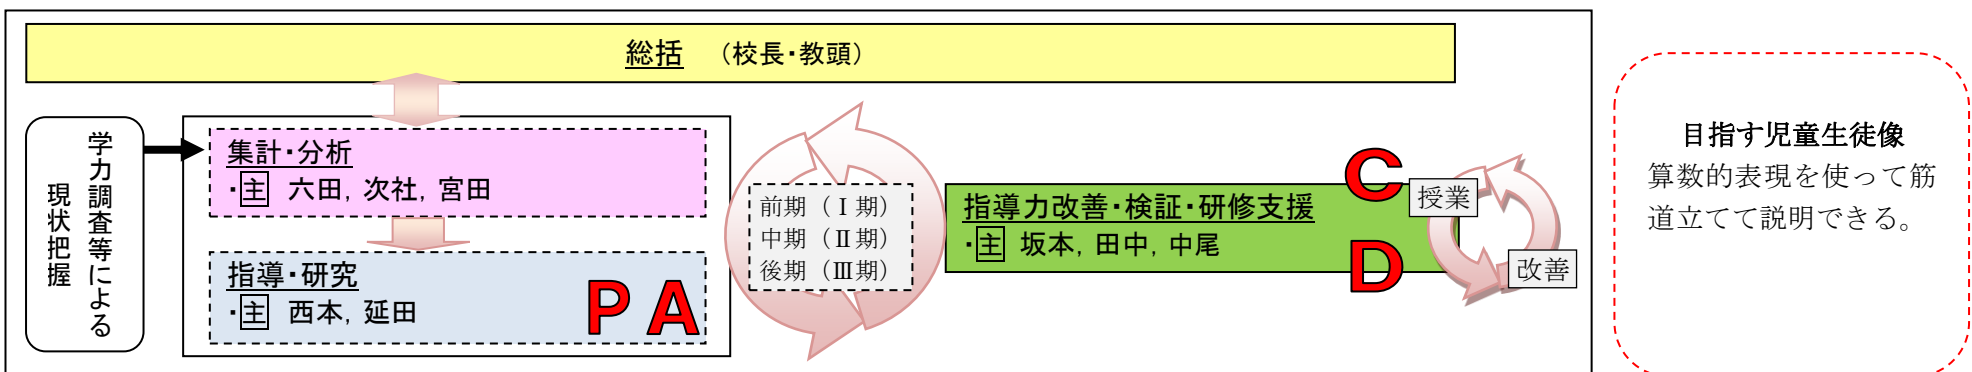 総括 （校長・教頭）
学力調査等による
現状把握
集計・分析
・主 六田，次社，宮田
指導・研究
・主 西本，延田
P A
前期（Ⅰ期）
中期（Ⅱ期）
後期（Ⅲ期）
指導力改善・検証・研修支援
・主 坂本，田中，中尾
C
D
授業
改善
目指す児童生徒像
算数的表現を使って筋
道立てて説明できる。